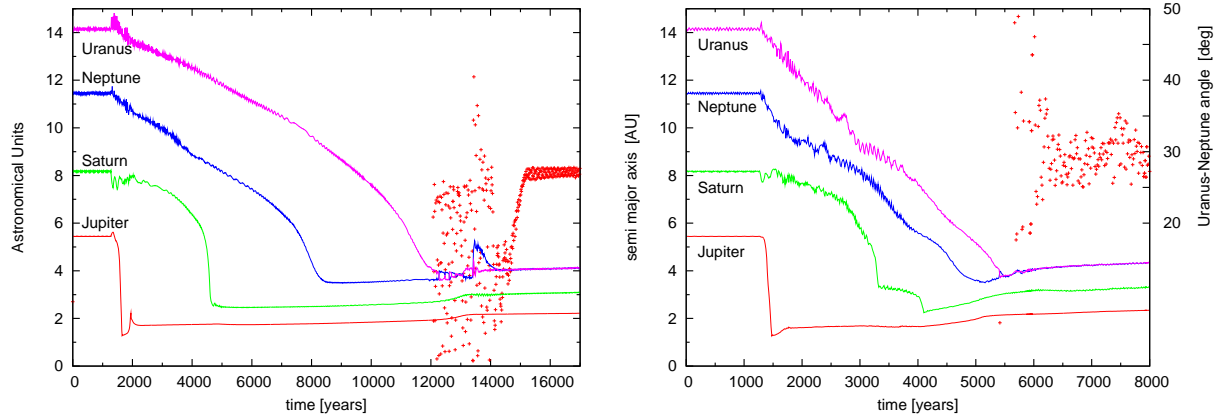 Astronomical Units
14
12
10
8
6
4
2
0
Uranus
Neptune
Saturn
Jupiter
0 2000 4000 6000 8000 10000 12000 14000 16000
time [years]
semi major axis [AU]
14
12
10
8
6
4
2
0
Uranus
Neptune
Saturn
Jupiter
0 1000 2000 3000 4000 5000 6000 7000 8000
time [years]
50
40
30
20
Uranus-Neptune angle [deg]